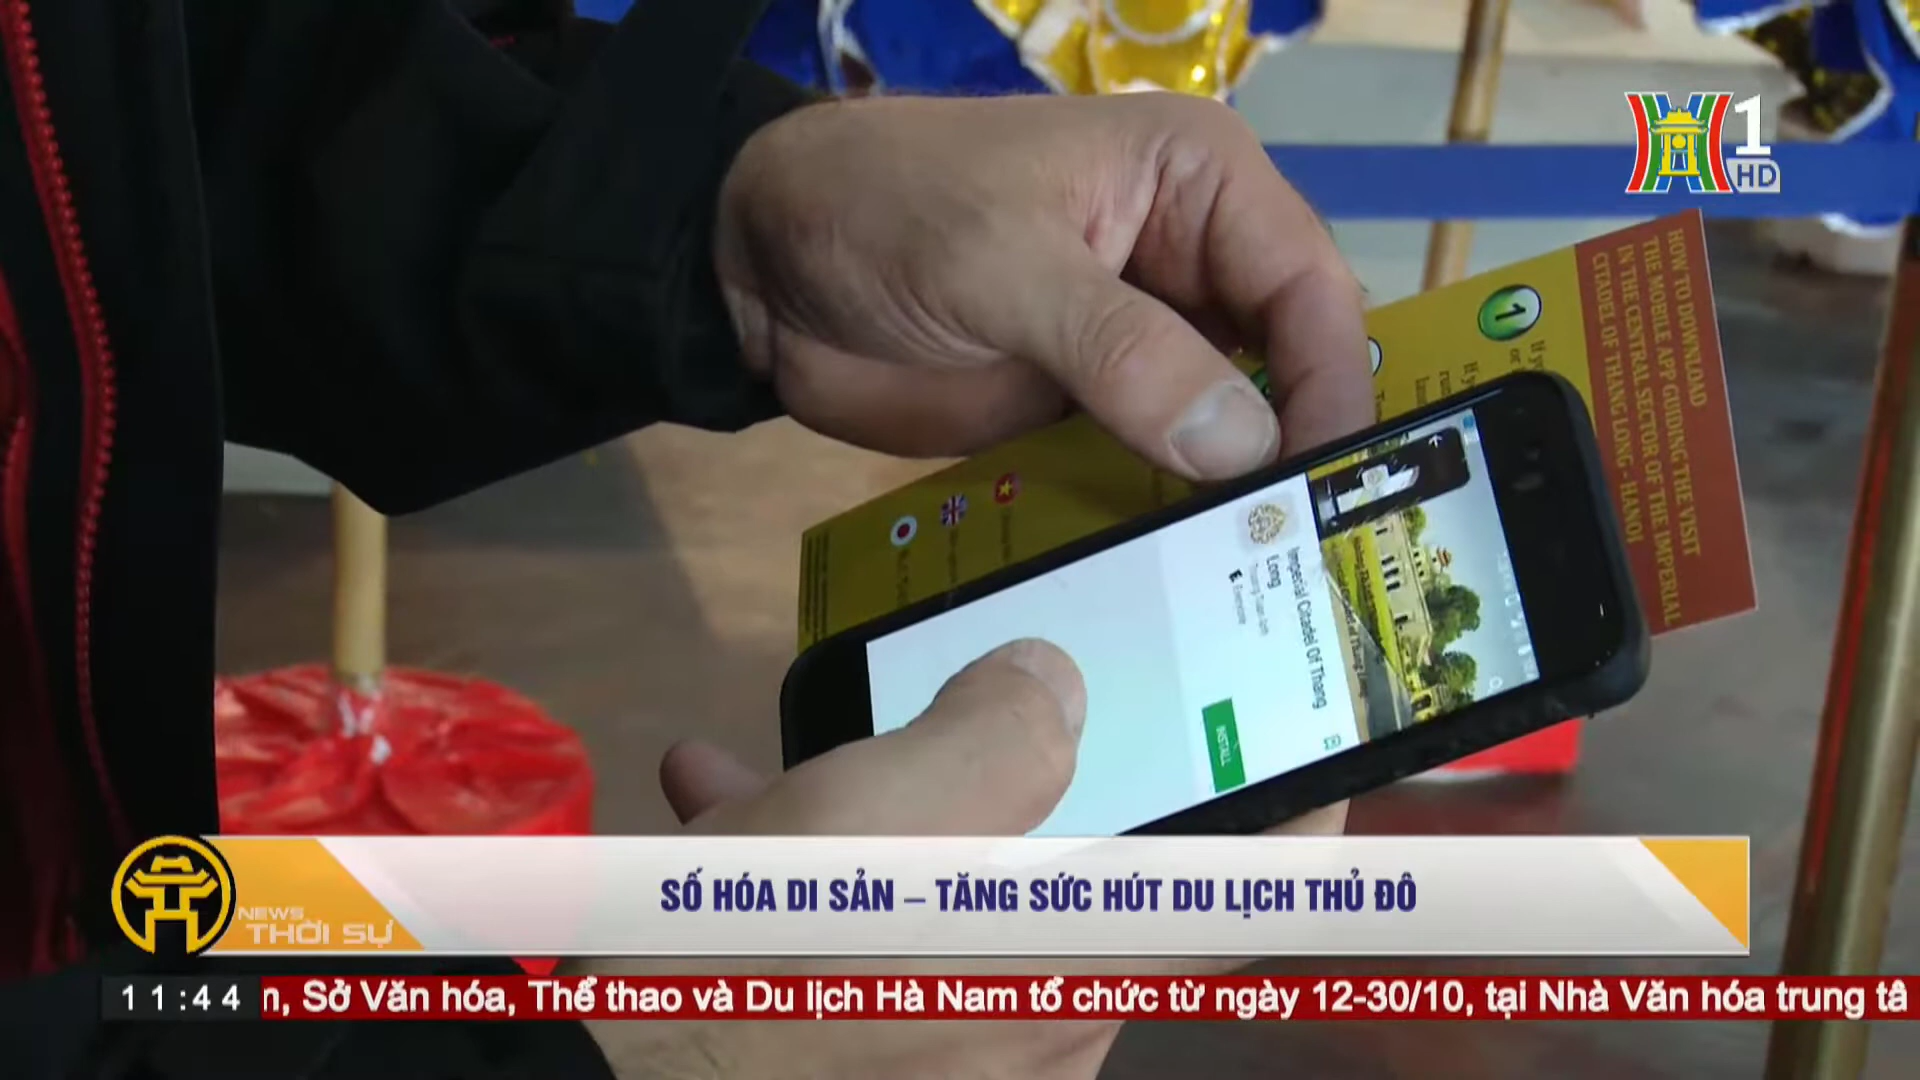 1
HD
HOW TO DOWNLOAD
THE MOBILE APP GUIDING THE VISIT
IN THE CENTRAL SECTOR OF THE IMPERIAL
CITADEL OF THANG LONG - HANOI
1
If y
or
Imperial Citadel Of Thang
Long
E Everyone
INSTALL
SỐ HÓA DI SẢN – TĂNG SỨC HÚT DU LỊCH THỦ ĐÔ
NEWS
THỜI SỰ
11:44
n, Sở Văn hóa, Thể thao và Du lịch Hà Nam tổ chức từ ngày 12-30/10, tại Nhà Văn hóa trung tâ